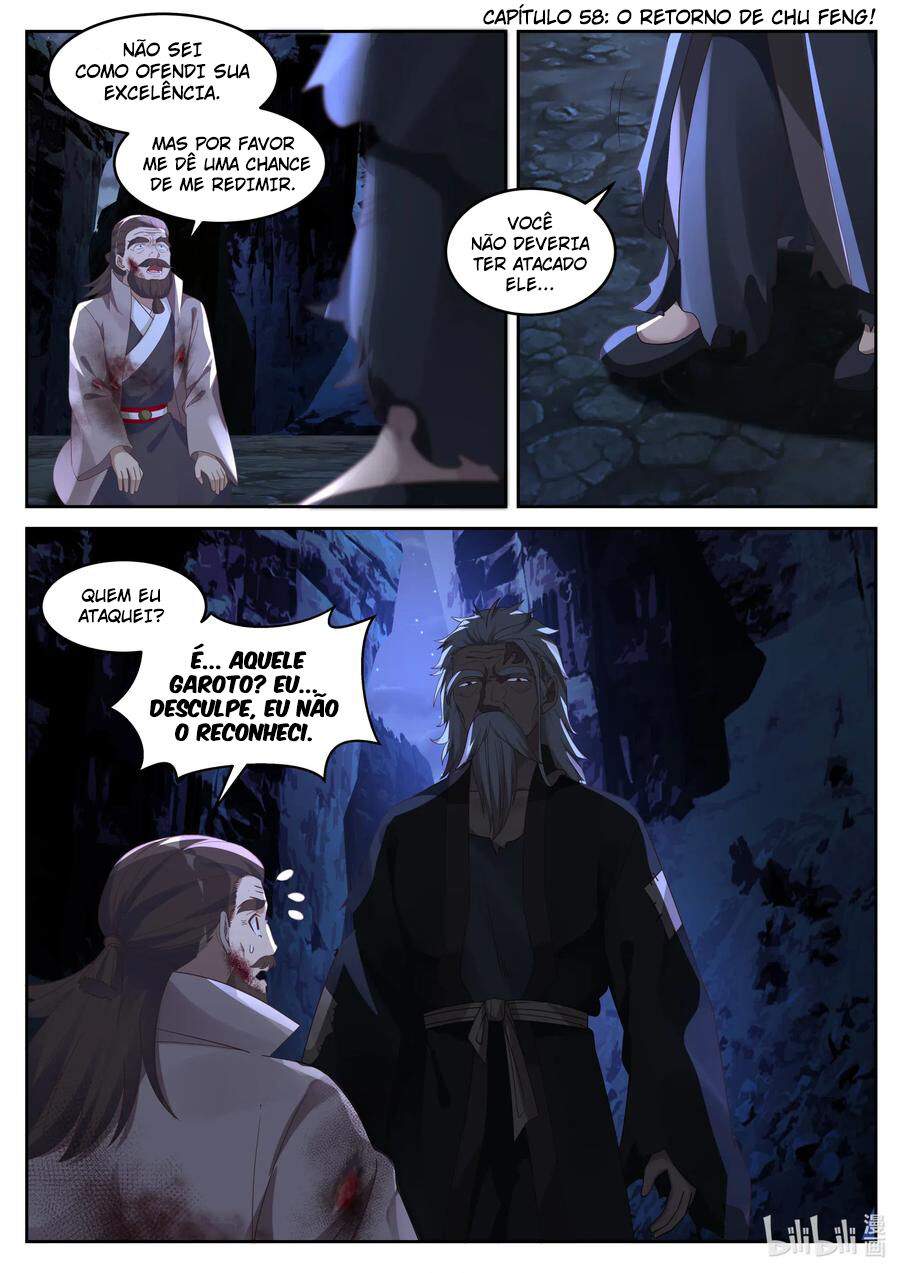 CAPÍTULO 58: O RETORNO DE CHU FENG!
NÃO SEI
COMO OFENDI SUA
EXCELÊNCIA.
MAS POR FAVOR
ME DÊ UMA CHANCE
DE ME REDIMIR.
VOCÊ
NÃO DEVERIA
TER ATACADO
ELE...
QUEM EU
ATAQUEI?
É... AQUELE
GAROTO? EU...
DESCULPE, EU NÃO
O RECONHECI.
bilibili 漫画